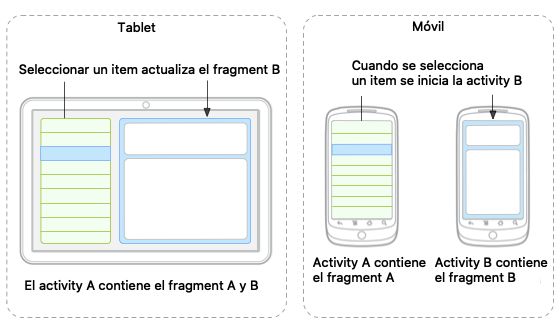 Tablet
Seleccionar un item actualiza el fragment B
El activity A contiene el fragment A y B
Móvil
Cuando se selecciona
un item se inicia la activity B
Activity A contiene
el fragment A
Activity B contiene
el fragment B